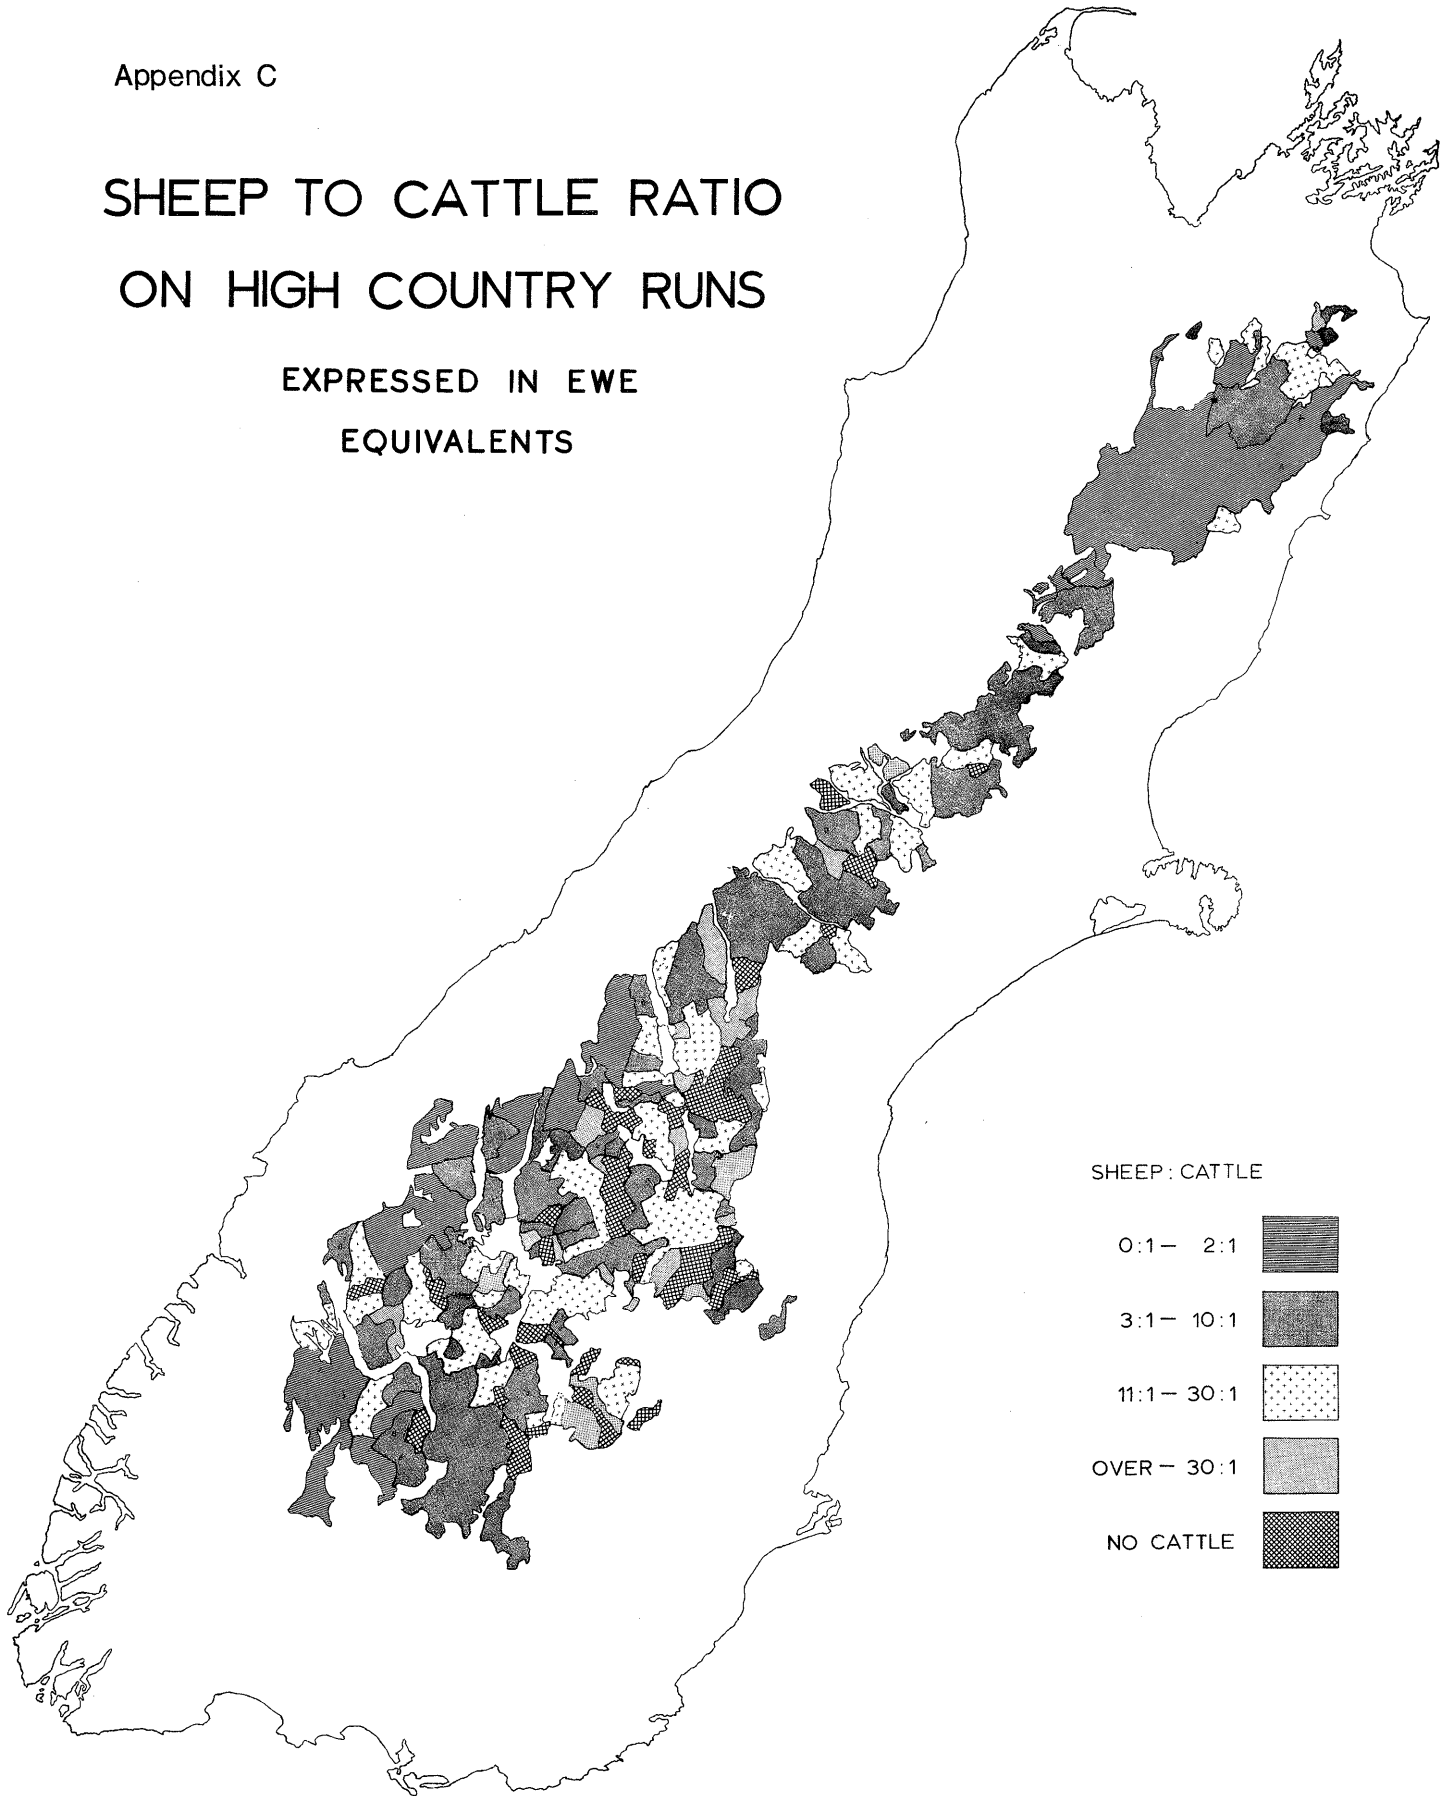 Appendix C
SHEEP TO CATTLE RATIO
ON HIGH COUNTRY RUNS
EXPRESSED IN EWE
EQUIVALENTS
SHEEP : CATTLE
0:1 — 2:1
3:1 — 10:1
11:1 — 30:1
OVER — 30:1
NO CATTLE